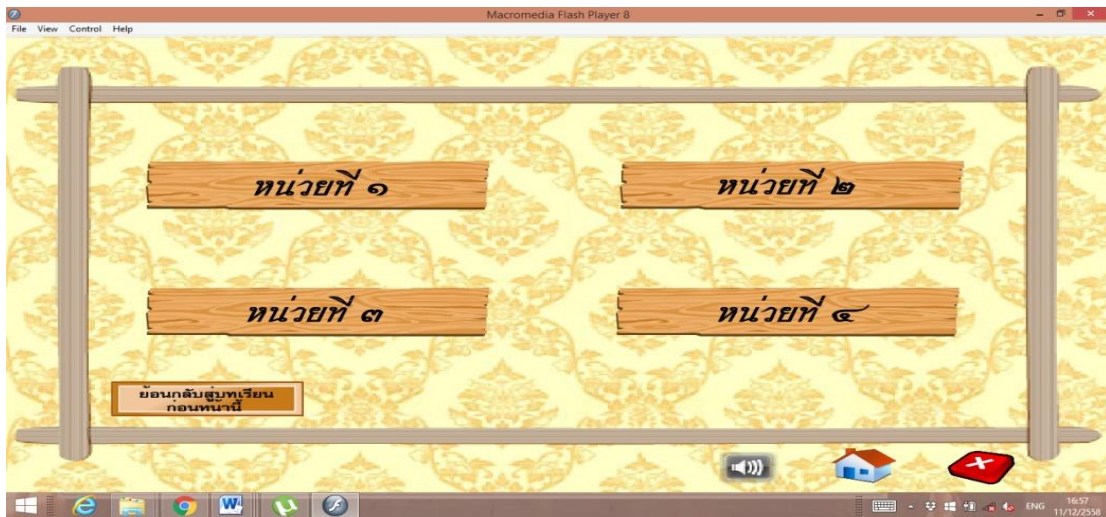 Macromedia Flash Player 8
File View Control Help
หน่วยที่ ๑
หน่วยที่ ๒
หน่วยที่ ๓
หน่วยที่ ๔
ย้อนกลับสู่บทเรียน
ก่อนหน้านี้
ENG
16:57
11/12/2558